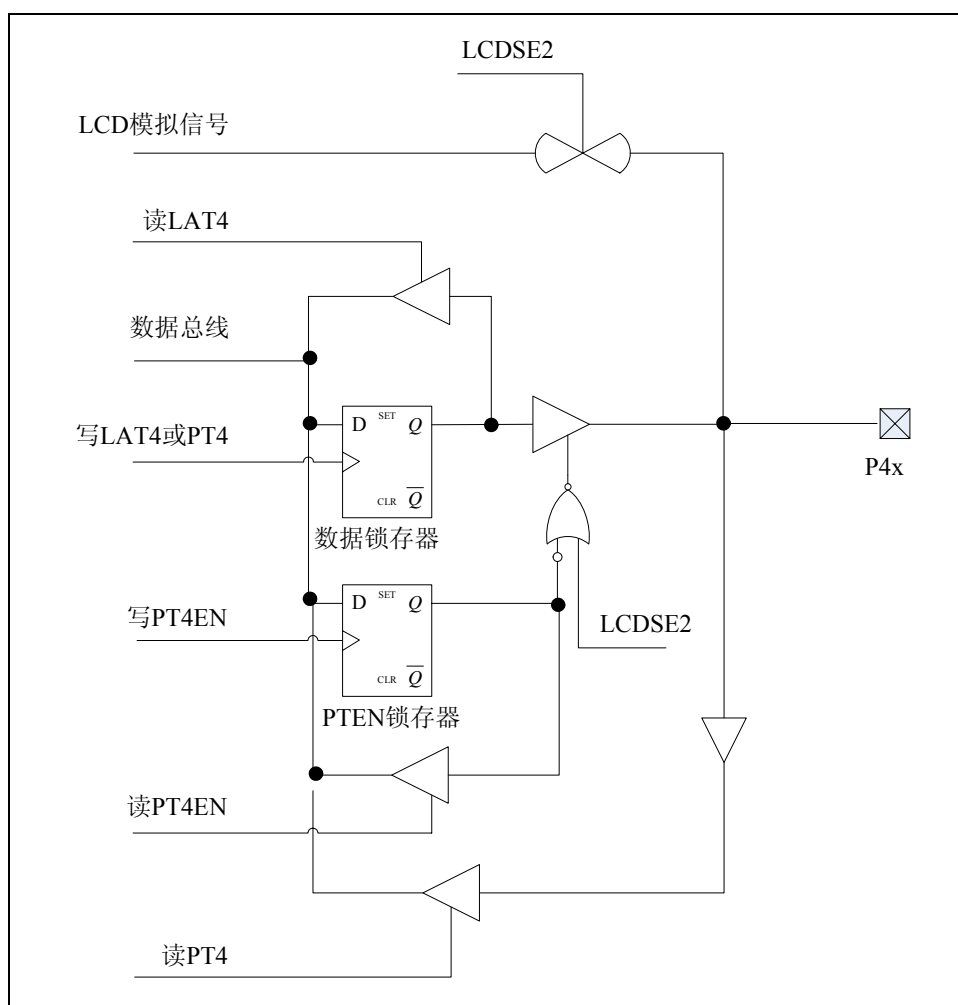 LCDSE2
LCD模拟信号
读LAT4
数据总线
写LAT4或PT4
D SET Q
CLR Q
数据锁存器
P4x
写PT4EN
D SET Q
CLR Q
PTEN锁存器
LCDSE2
读PT4EN
读PT4